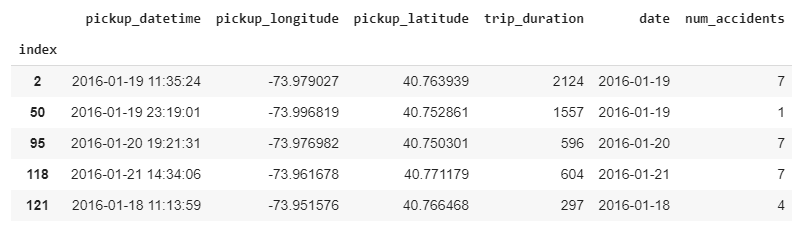 pickup_datetime pickup_longitude pickup_latitude trip_duration date num_accidents
index
2 2016-01-19 11:35:24 -73.979027 40.763939 2124 2016-01-19 7
50 2016-01-19 23:19:01 -73.996819 40.752861 1557 2016-01-19 1
95 2016-01-20 19:21:31 -73.976982 40.750301 596 2016-01-20 7
118 2016-01-21 14:34:06 -73.961678 40.771179 604 2016-01-21 7
121 2016-01-18 11:13:59 -73.951576 40.766468 297 2016-01-18 4